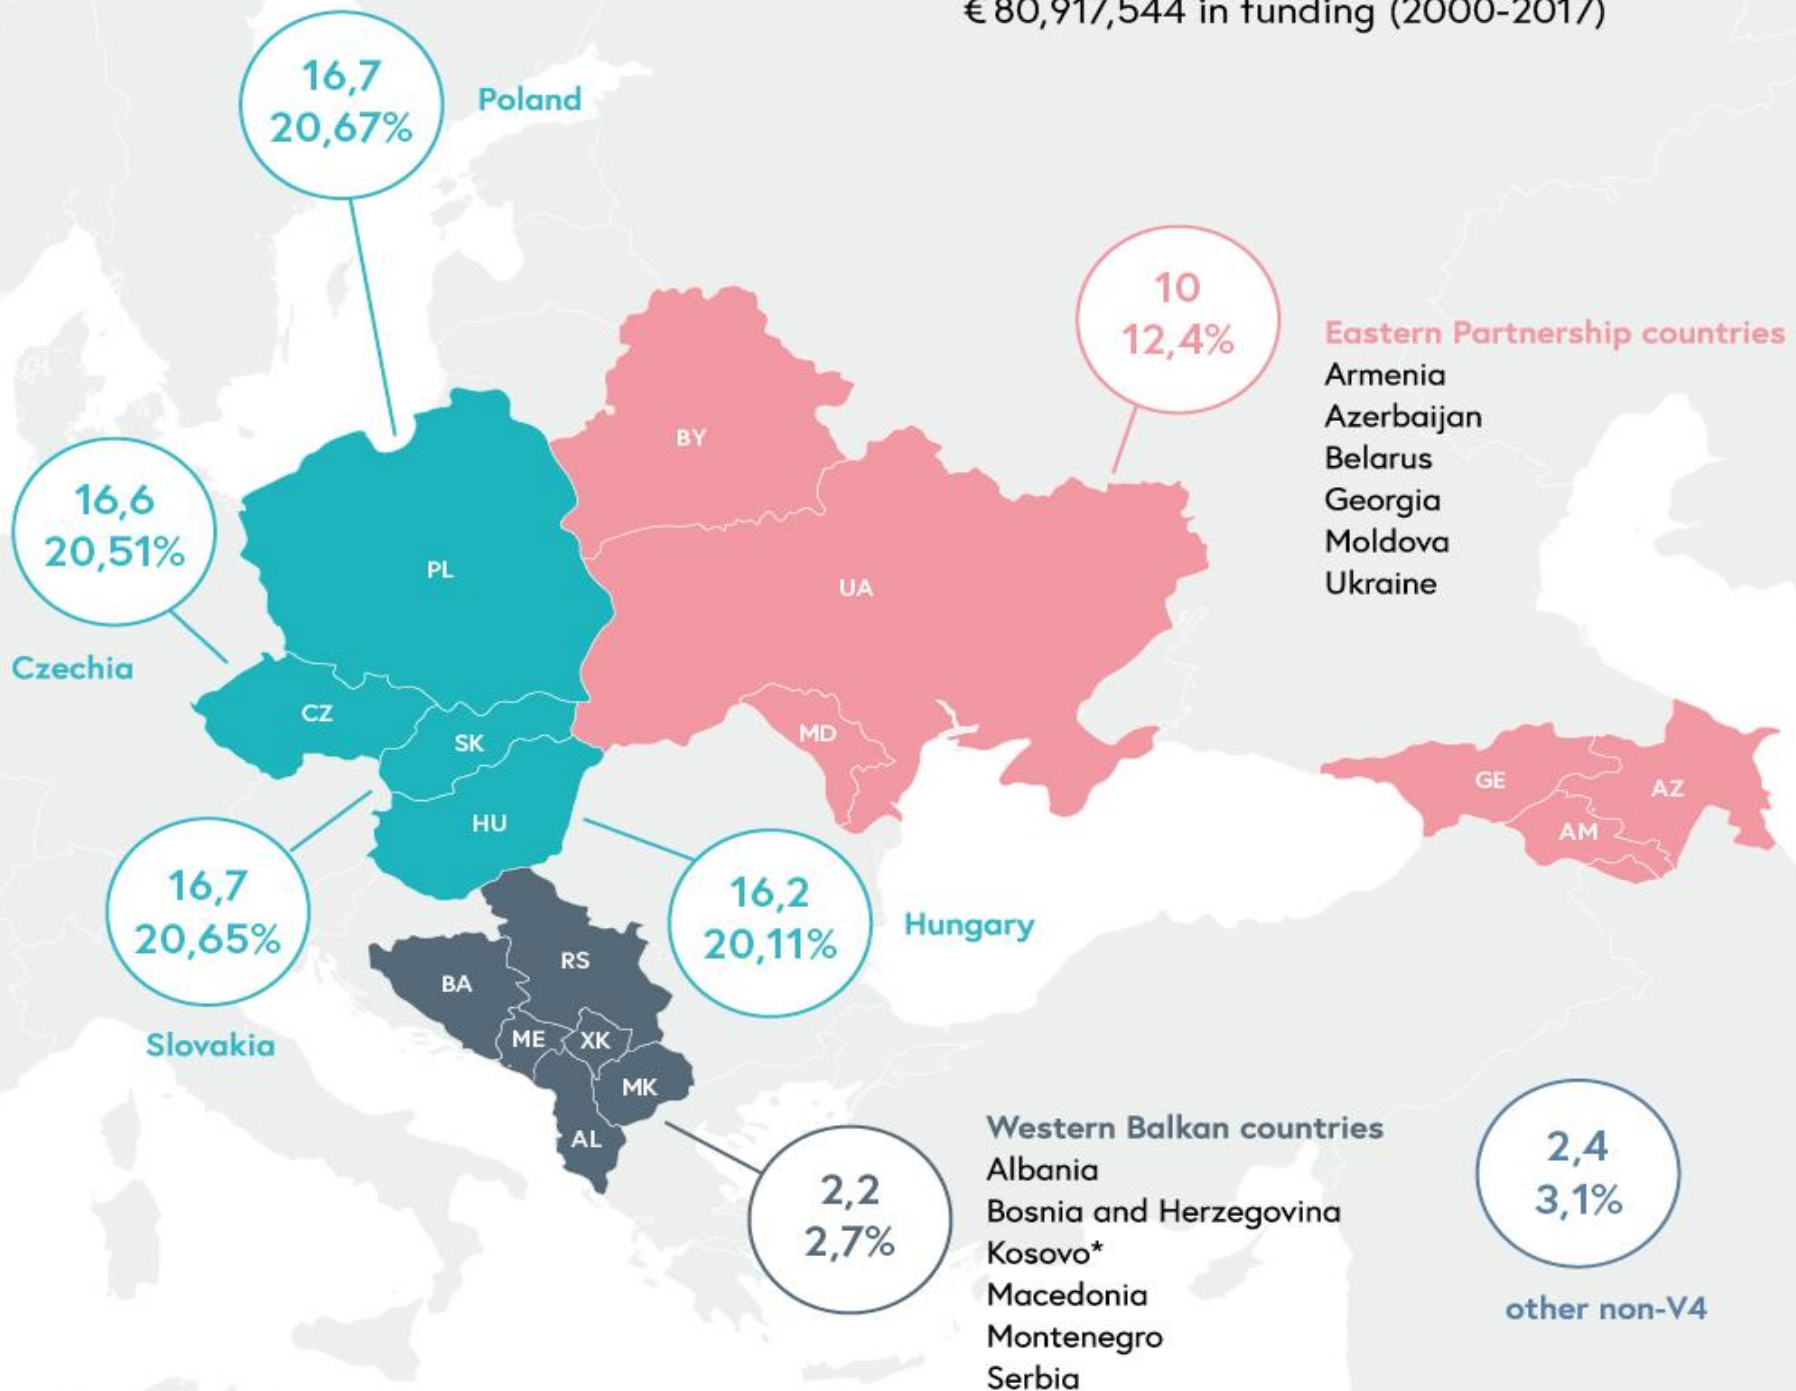 € 80,917,544 in funding (2000-2017)
16,7
20,67%
Poland
10
12,4%
Eastern Partnership countries
Armenia
Azerbaijan
Belarus
Georgia
Moldova
Ukraine
16,6
20,51%
Czechia
BY
PL
UA
CZ
SK
MD
HU
GE
AZ
AM
16,7
20,65%
Slovakia
16,2
20,11%
Hungary
RS
BA
ME
XK
MK
AL
2,2
2,7%
Western Balkan countries
Albania
Bosnia and Herzegovina
Kosovo*
Macedonia
Montenegro
Serbia
2,4
3,1%
other non-V4